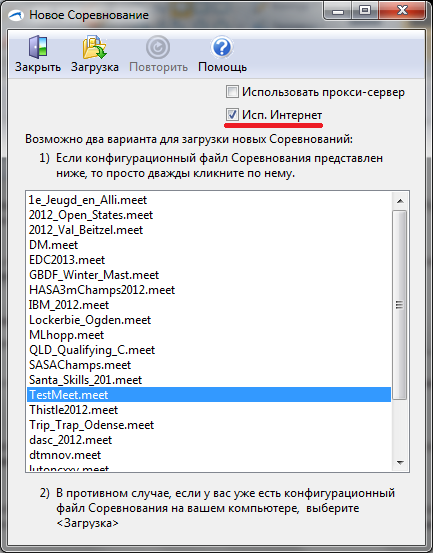 Новое Соревнование
Закрыть Загрузка Повторить Помощь
Использовать прокси-сервер
Исп. Интернет
Возможно два варианта для загрузки новых Соревнований:
1) Если конфигурационный файл Соревнования представлен
ниже, то просто дважды кликните по нему.
1e_Jeugd_en_Alli.meet
2012_Open_States.meet
2012_Val_Beitzel.meet
DM.meet
EDC2013.meet
GBDF_Winter_Mast.meet
HASA3mChamps2012.meet
IBM_2012.meet
Lockerbie_Ogden.meet
MLhopp.meet
QLD_Qualifying_C.meet
SASAChamps.meet
Santa_Skills_201.meet
TestMeet.meet
Thistle2012.meet
Trip_Trap_Odense.meet
dasc_2012.meet
dtmnov.meet
2) В противном случае, если у вас уже есть конфигурационный
файл Соревнования на вашем компьютере, выберите
<Загрузка>